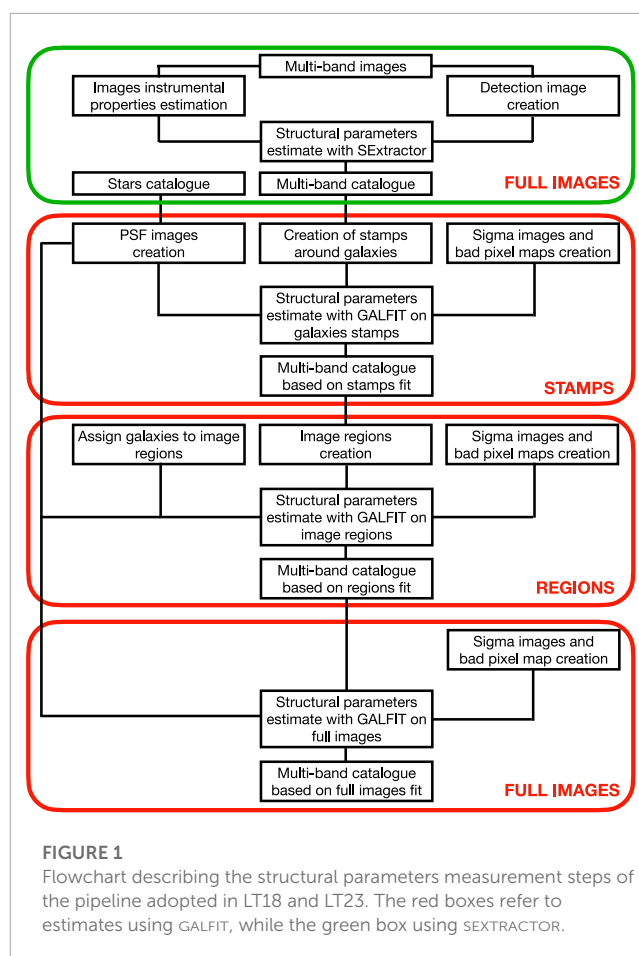 Multi-band images
Images instrumental
properties estimation
Detection image
creation
Structural parameters
estimate with SExtractor
Stars catalogue
Multi-band catalogue
FULL IMAGES
PSF images
creation
Creation of stamps
around galaxies
Sigma images and
bad pixel maps creation
Structural parameters
estimate with GALFIT on
galaxies stamps
Multi-band catalogue
based on stamps fit
STAMPS
Assign galaxies to image
regions
Image regions
creation
Sigma images and
bad pixel maps creation
Structural parameters
estimate with GALFIT on
image regions
Multi-band catalogue
based on regions fit
REGIONS
Sigma images and
bad pixel map creation
Structural parameters
estimate with GALFIT on
full images
Multi-band catalogue
based on full images fit
FULL IMAGES
FIGURE 1
Flowchart describing the structural parameters measurement steps of
the pipeline adopted in LT18 and LT23. The red boxes refer to
estimates using GALFIT, while the green box using SEXTRACTOR.